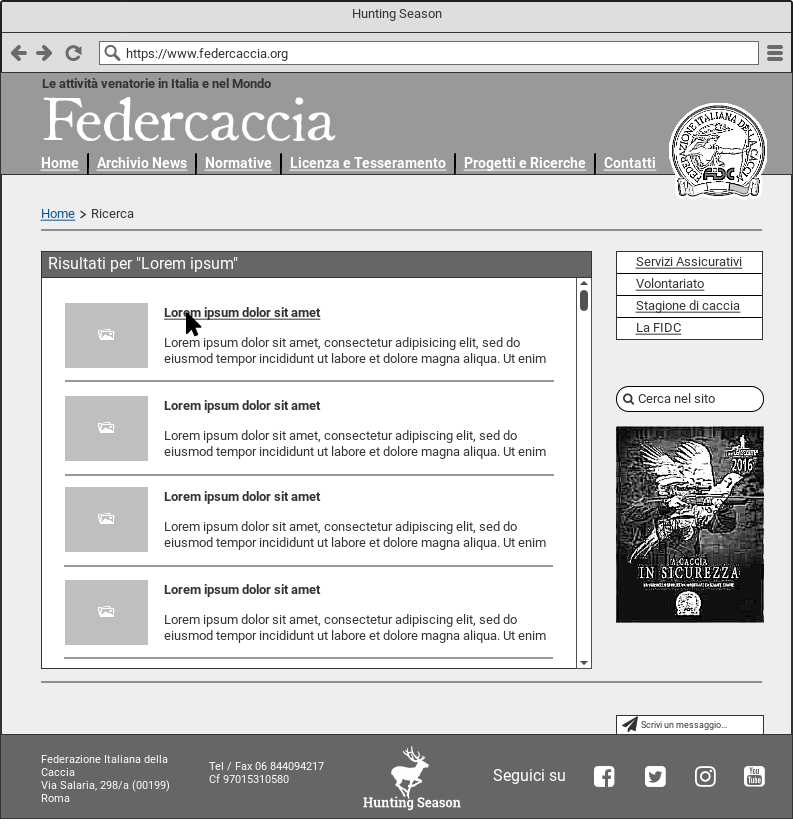 Hunting Season
https://www.federcaccia.org
Le attività venatorie in Italia e nel Mondo
Federcaccia
Home
Archivio News
Normative
Licenza e Tesseramento
Progetti e Ricerche
Contatti
FEDERAZIONE ITALIANA DELLA CACCIA
FIDC
Home > Ricerca
Risultati per "Lorem ipsum"
Lorem ipsum dolor sit amet
Lorem ipsum dolor sit amet, consectetur adipisicing elit, sed do
eiusmod tempor incididunt ut labore et dolore magna aliqua. Ut enim
Lorem ipsum dolor sit amet
Lorem ipsum dolor sit amet, consectetur adipiscing elit, sed do
eiusmod tempor incididunt ut labore et dolore magna aliqua. Ut enim
Lorem ipsum dolor sit amet
Lorem ipsum dolor sit amet, consectetur adipiscing elit, sed do
eiusmod tempor incididunt ut labore et dolore magna aliqua. Ut enim
Lorem ipsum dolor sit amet
Lorem ipsum dolor sit amet, consectetur adipiscing elit, sed do
eiusmod tempor incididunt ut labore et dolore magna aliqua. Ut enim
Servizi Assicurativi
Volontariato
Stagione di caccia
La FIDC
Cerca nel sito
2016
A CACCIA
IN SICUREZZA
Scrivi un messaggio...
Federazione Italiana della
Caccia
Via Salaria, 298/a (00199)
Roma
Tel / Fax 06 844094217
Cf 97015310580
Hunting Season
Seguici su
You
Tube